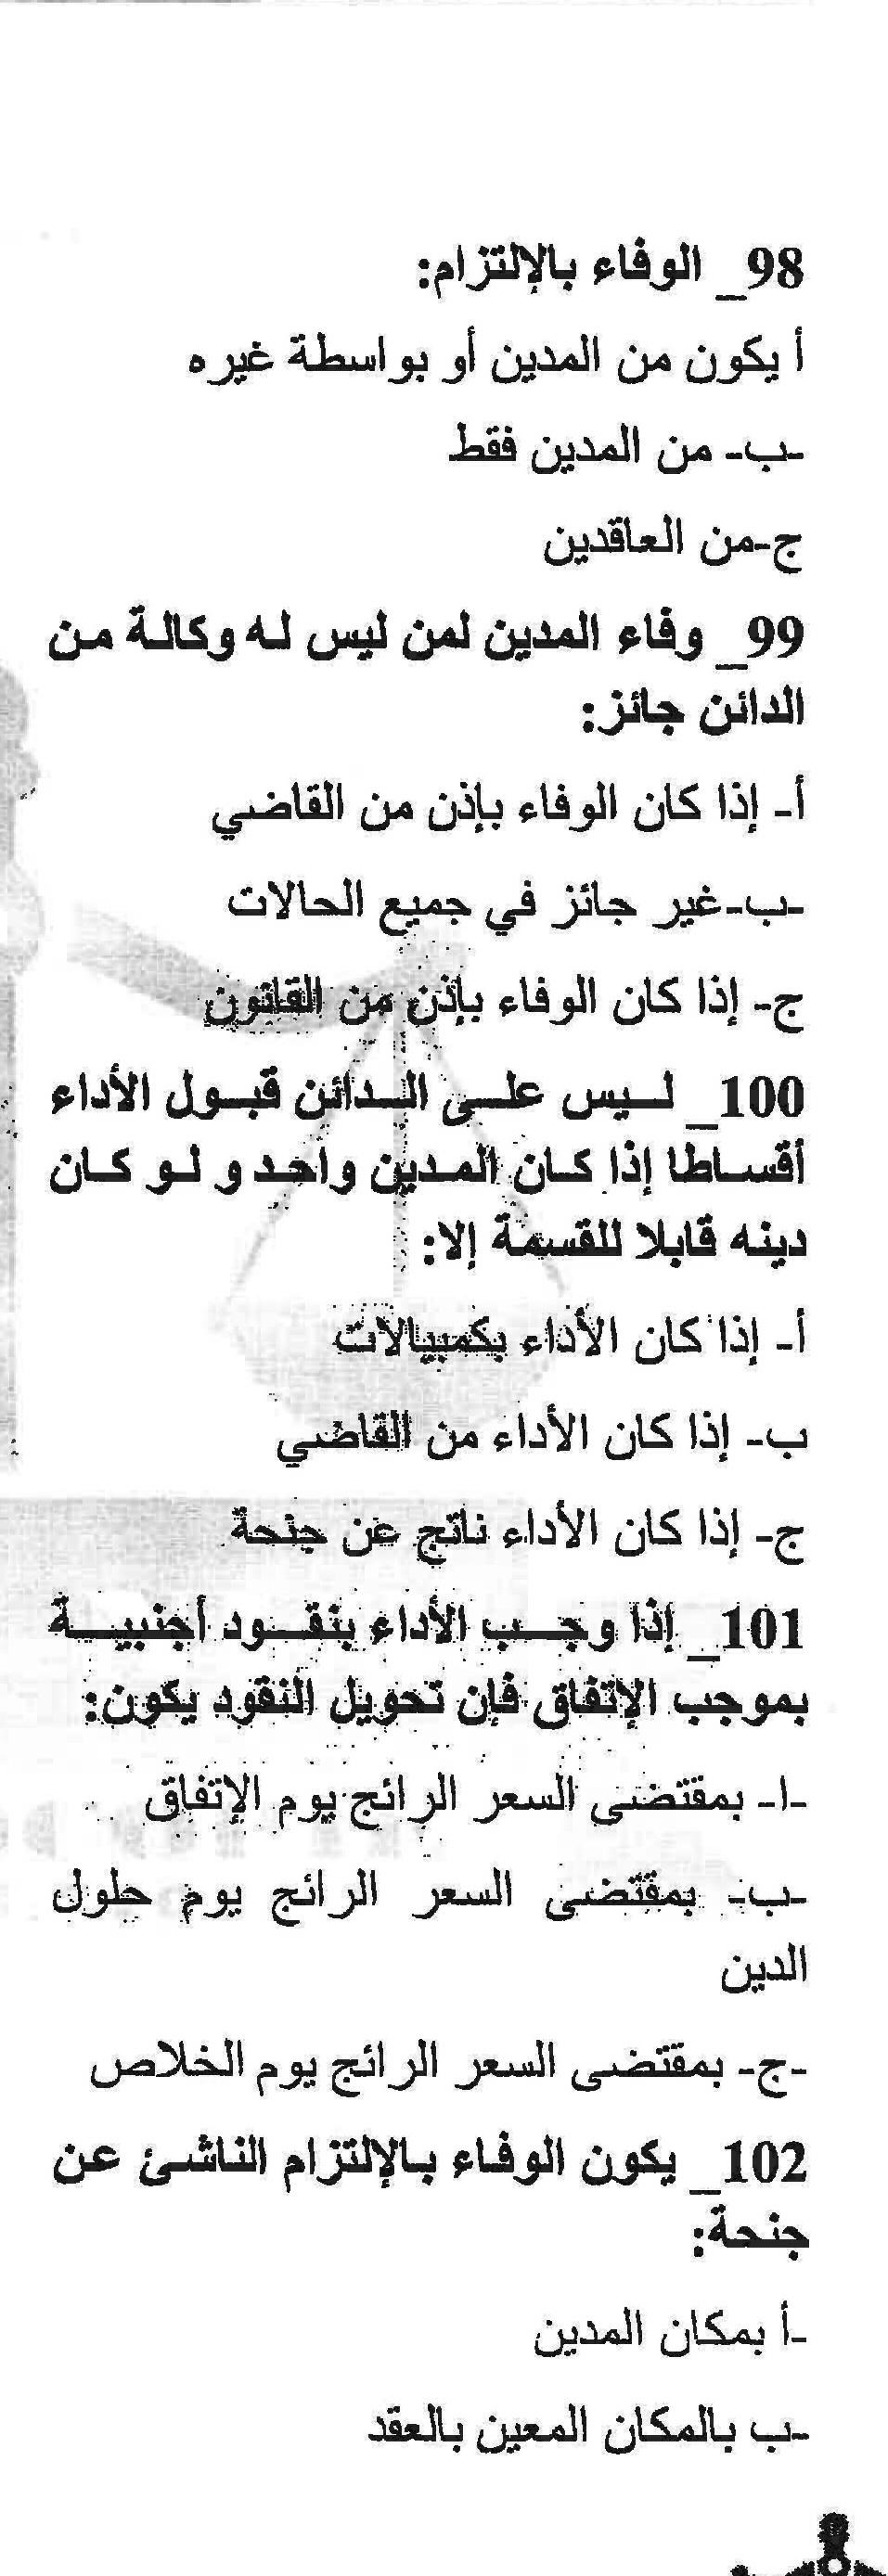 98_ الوفاء بالإلتزام:
أ يكون من المدين أو بواسطة غيره
-ب- من المدين فقط
ج-من العاقدين
99_ وفاء المدين لمن ليس له وكالة من
الدائن جائز:
أ- إذا كان الوفاء بإذن من القاضي
-ب-غير جائز في جميع الحالات
ج- إذا كان الوفاء بإذن من القانون
100_ ليس على الدائن قبول الأداء
أقساطا إذا كان المدين واحد و لو كان
دينه قابلا للقسمة إلا:
أ- إذا كان الأداء بكمبيالات
ب- إذا كان الأداء من القاضي
ج- إذا كان الأداء ناتج عن جنحة
101_ إذا وجب الأداء بنقود أجنبية
بموجب الإتفاق فإن تحويل النقود يكون:
-ا- بمقتضى السعر الرائج يوم الإتفاق
-ب- بمقتضى السعر الرائج يوم حلول
الدين
-ج- بمقتضى السعر الرائج يوم الخلاص
102_ يكون الوفاء بالإلتزام الناشئ عن
جنحة:
-أ بمكان المدين
-ب بالمكان المعين بالعقد